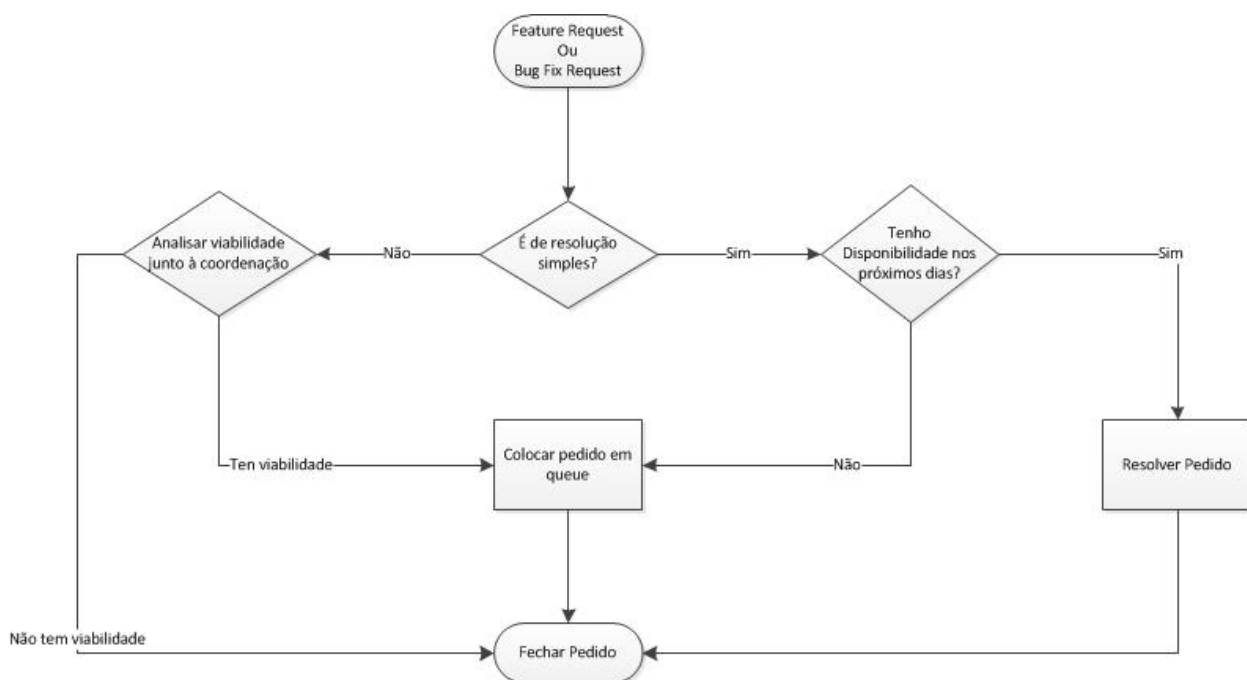 Feature Request
Ou
Bug Fix Request
Analisar viabilidade
junto à coordenação
Não
É de resolução
simples?
Sim
Tenho
Disponibilidade nos
próximos dias?
Sim
Ten viabilidade
Colocar pedido em
queue
Não
Resolver Pedido
Não tem viabilidade
Fechar Pedido